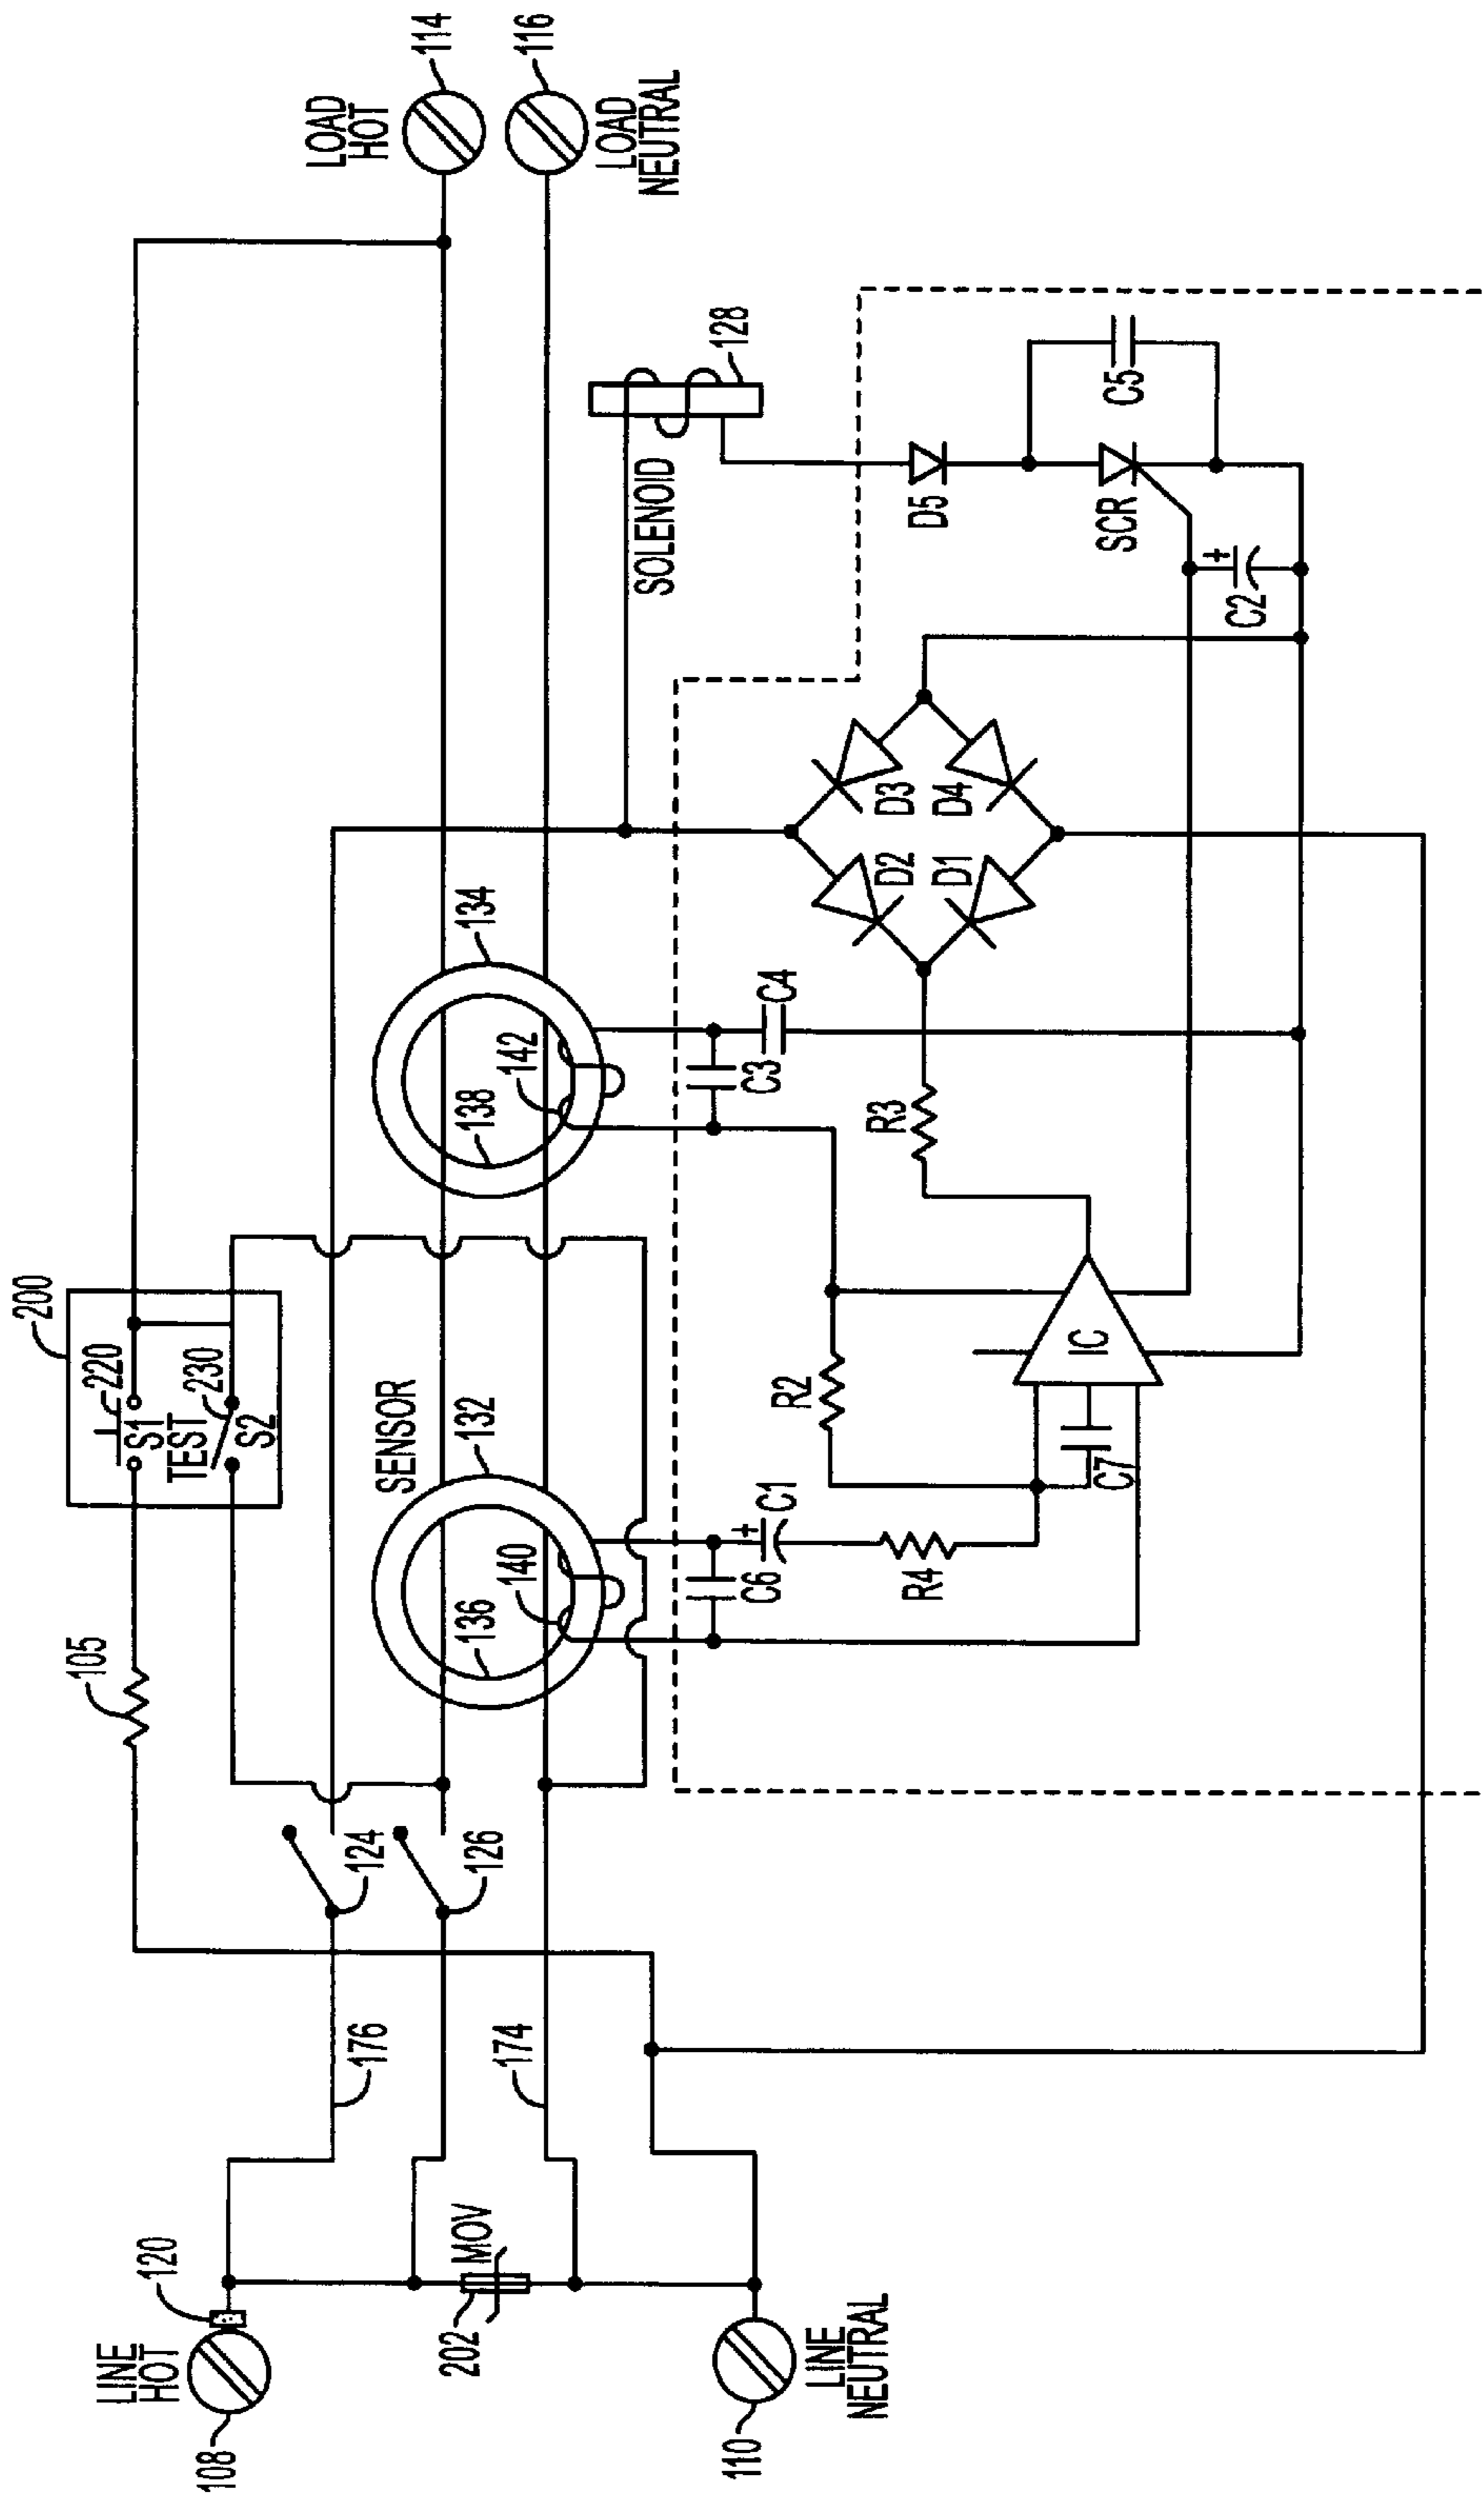 LINE
HOT
108
120
202
MOV
110
LINE
NEUTRAL
176
174
124
126
105
200
220
S1
TEST
230
S2
SENSOR
132
136
140
134
138
142
LOAD
HOT
114
116
LOAD
NEUTRAL
SOLENOID
128
C6
C1
R4
R2
C7
IC
C3
C4
R3
D2
D1
D3
D4
D5
SCR
C5
C2
+
+